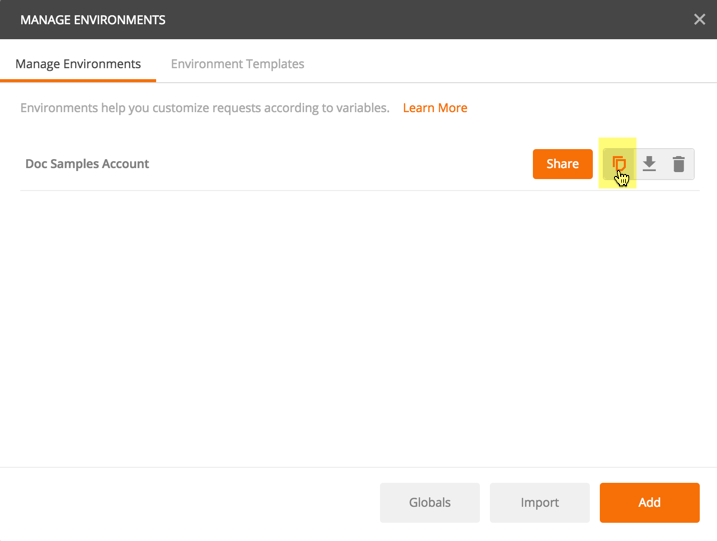 MANAGE ENVIRONMENTS
Manage Environments Environment Templates
Environments help you customize requests according to variables. Learn More
Doc Samples Account Share
Globals Import Add